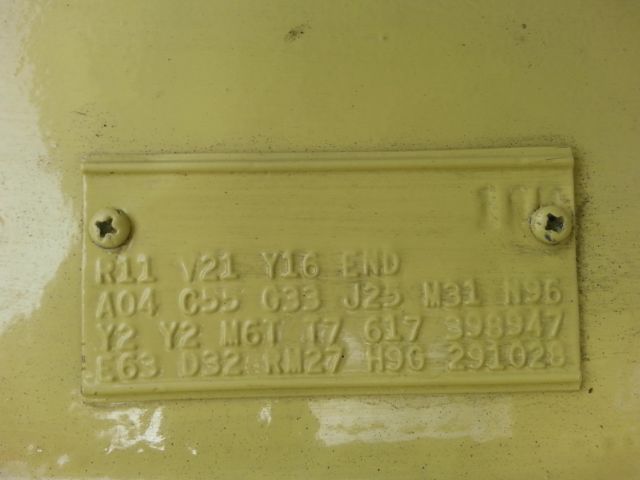 R11 V21 Y16 END
A04 C55 G33 J25 M31 N96
Y2 Y2 M6T T7 617 398947
E63 D32 RM27 H9G 291028